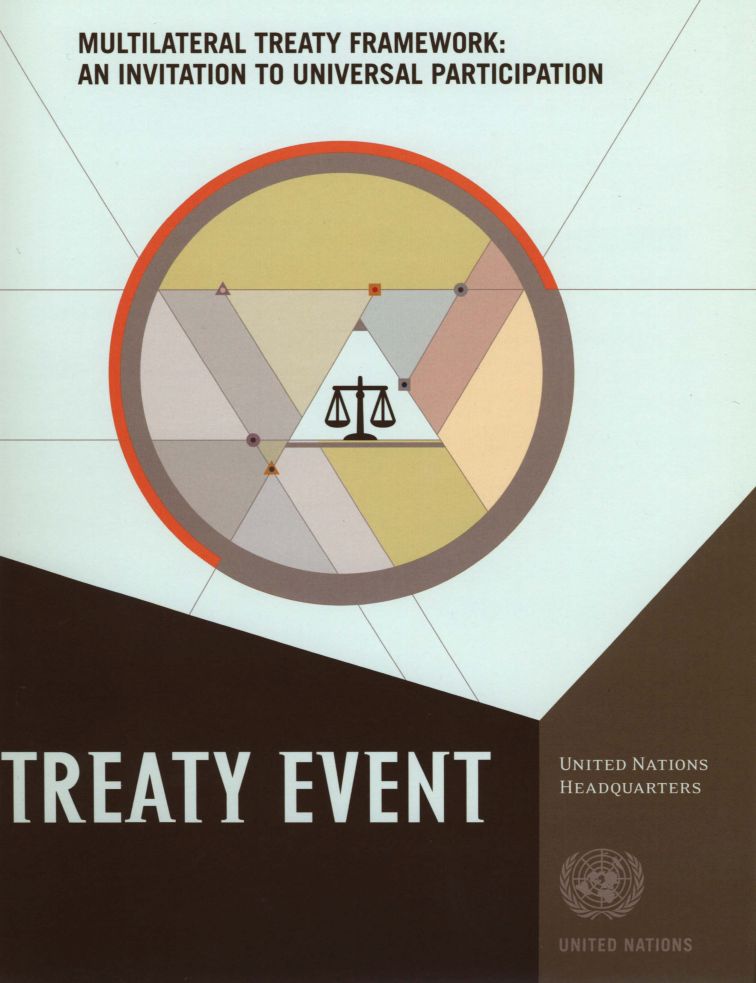 MULTILATERAL TREATY FRAMEWORK:
AN INVITATION TO UNIVERSAL PARTICIPATION
TREATY EVENT
UNITED NATIONS
HEADQUARTERS
UNITED NATIONS